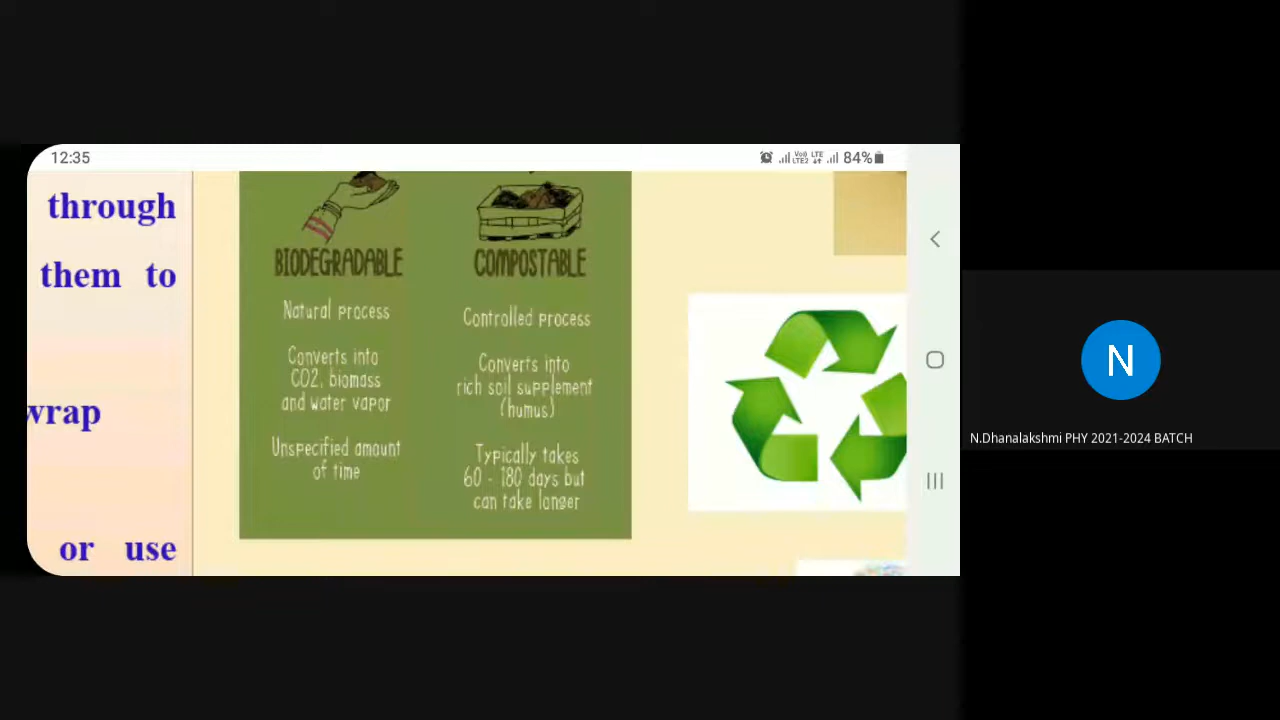 12:35
84%
through
them to
wrap
or use
BIODEGRADABLE
Natural process
Converts into
CO2, biomass
and water vapor
Unspecified amount
of time
COMPOSTABLE
Controlled process
Converts into
rich soil supplement
(humus)
Typically takes
60 - 180 days but
can take longer
N
N.Dhanalakshmi PHY 2021-2024 BATCH